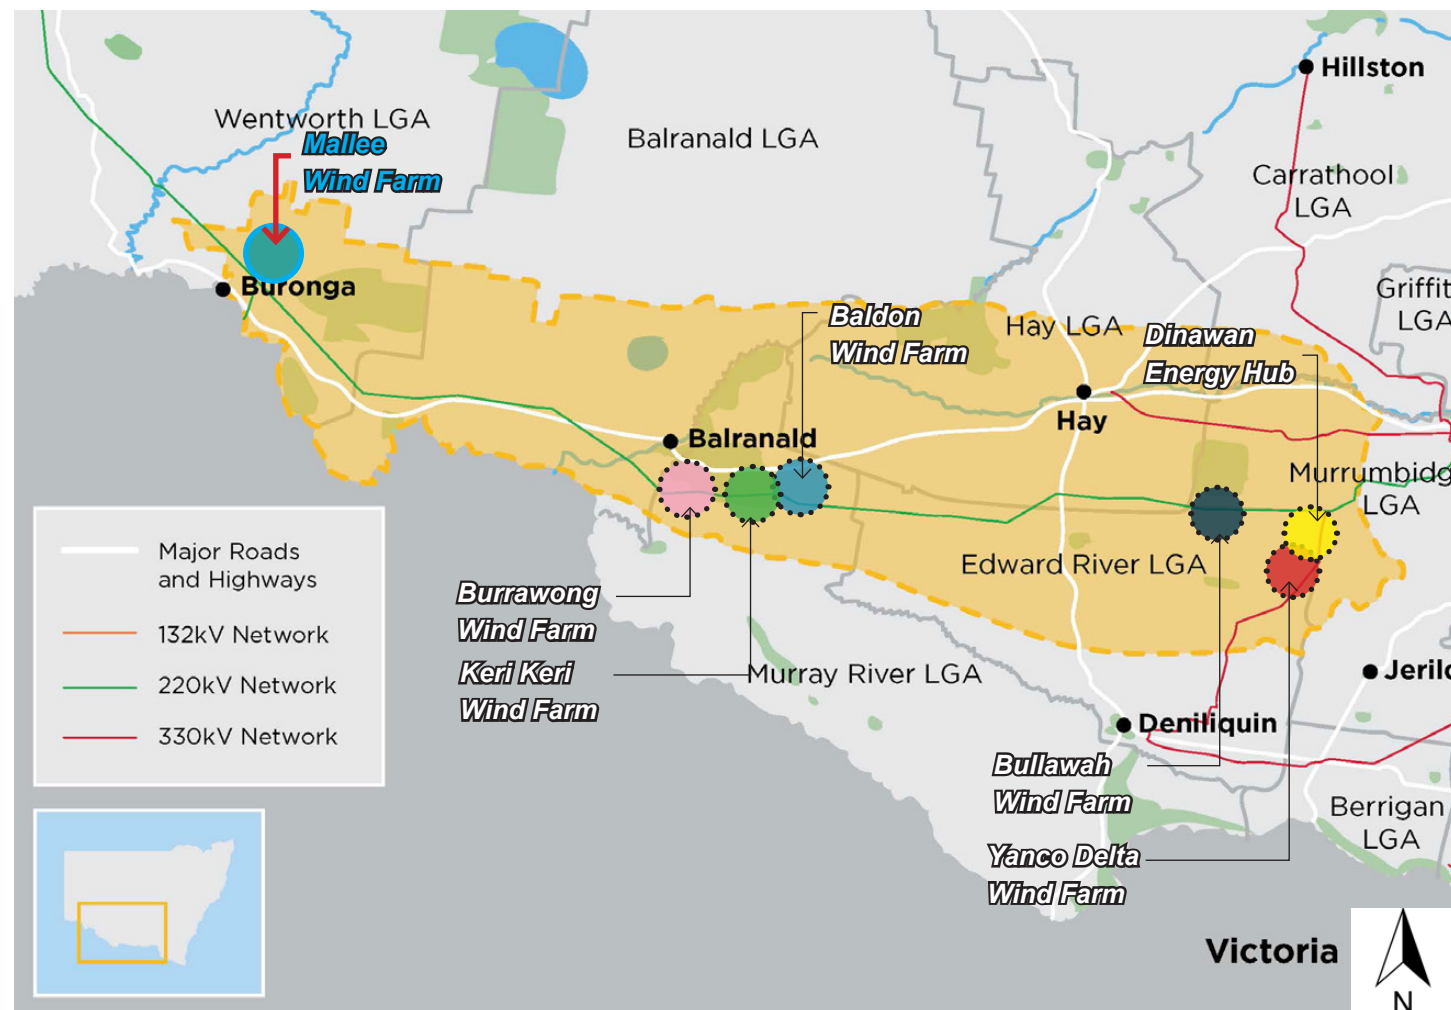 Hillston
Wentworth LGA
Mallee
Wind Farm
Balranald LGA
Carrathool
LGA
Buronga
Griffit
LGA
Baldon
Wind Farm
Hay LGA
Dinawan
Energy Hub
Hay
Balranald
Murrumbidg
LGA
Major Roads
and Highways
132kV Network
220kV Network
330kV Network
Edward River LGA
Burrawong
Wind Farm
Keri Keri
Wind Farm
Murray River LGA
Jerilo
Deniliquin
Bullawah
Wind Farm
Yanco Delta
Wind Farm
Berrigan
LGA
Victoria
N